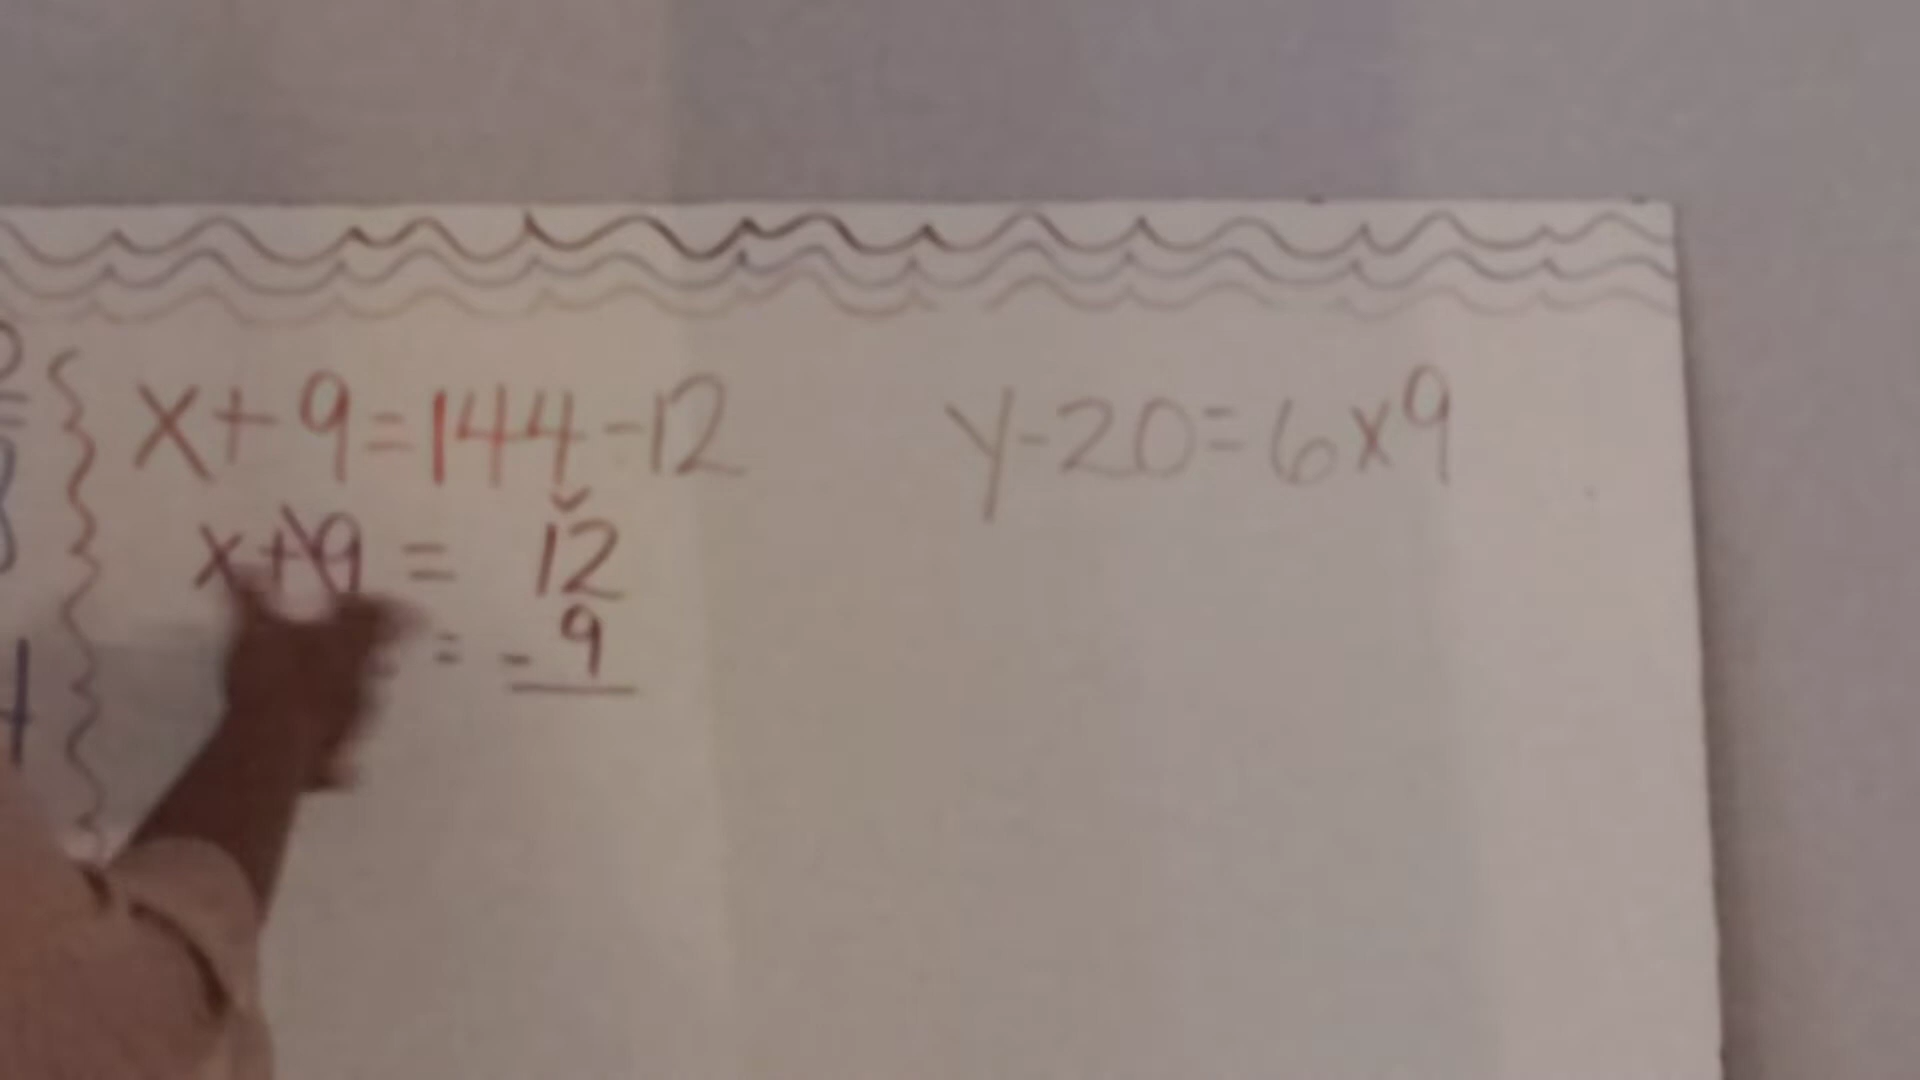 x+9=144-12
y-20=6x9
x+9 = 12
= - 9